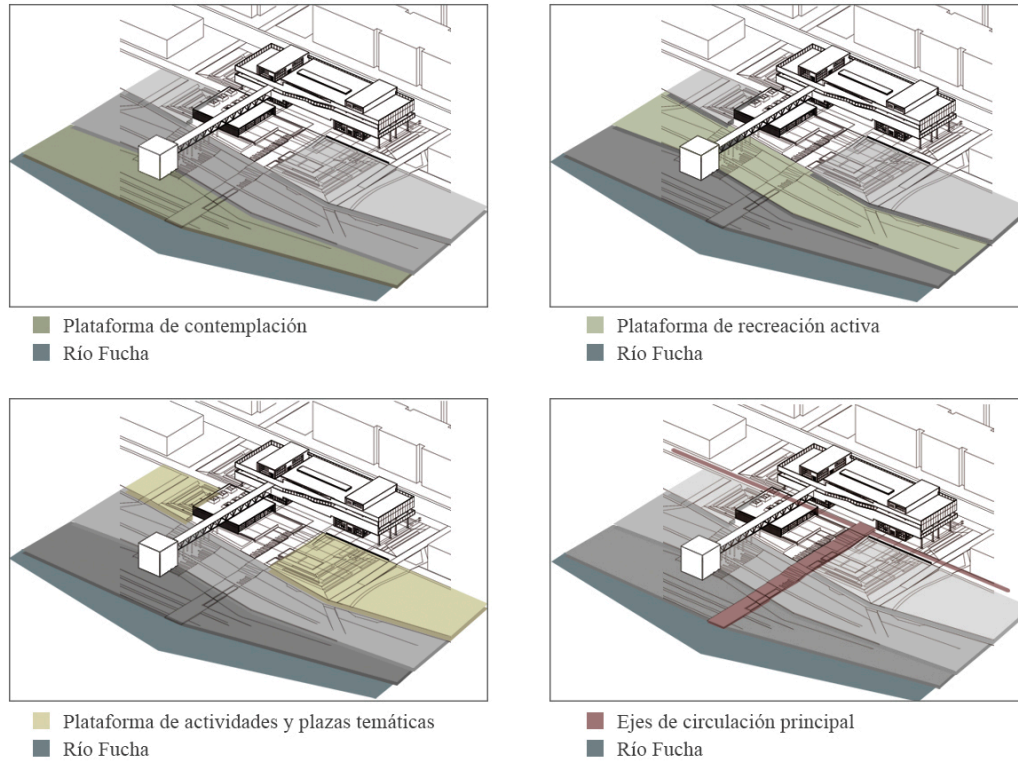 Plataforma de contemplación
Río Fucha
Plataforma de recreación activa
Río Fucha
Plataforma de actividades y plazas temáticas
Río Fucha
Ejes de circulación principal
Río Fucha